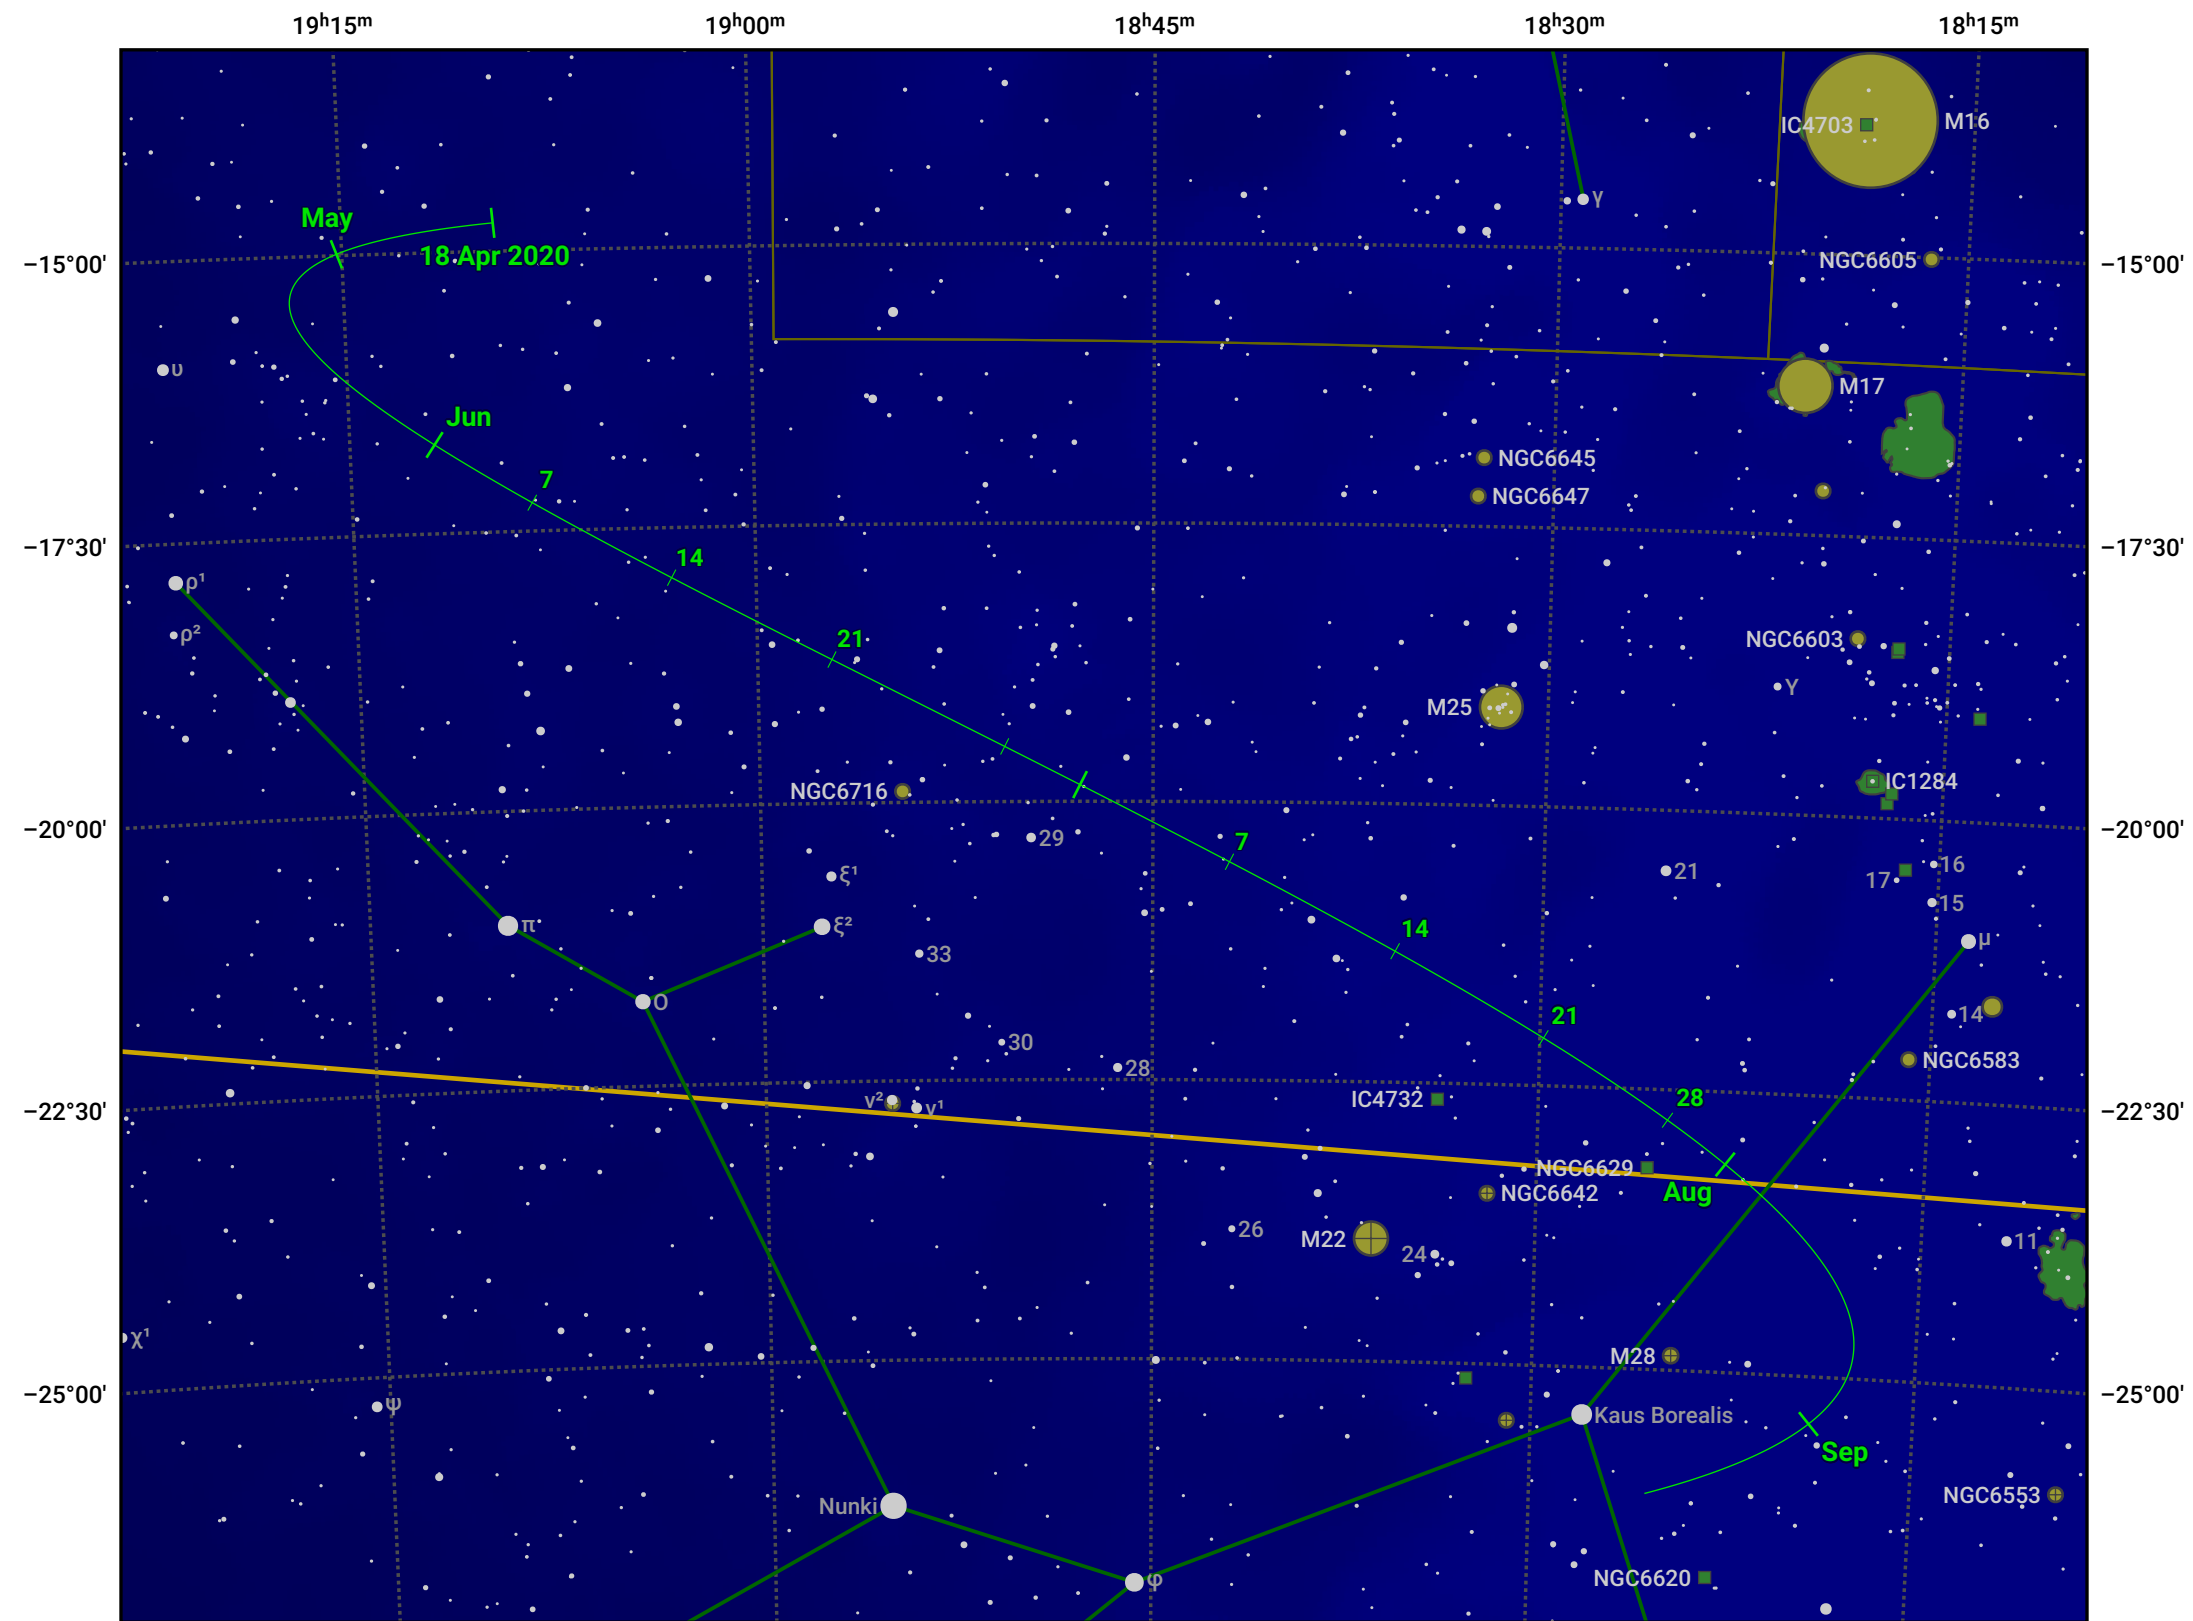 19ʰ15ᵐ 19ʰ00ᵐ 18ʰ45ᵐ 18ʰ30ᵐ 18ʰ15ᵐ
IC4703 M16
γ
May
18 Apr 2020
−15°00' NGC6605 −15°00'
υ
M17
Jun
NGC6645
7
NGC6647
−17°30' −17°30'
14
ρ¹
ρ²
21
NGC6603
γ
M25
NGC6716
IC1284
−20°00' −20°00'
29
7
ξ¹
21
16
17
15
ξ²
π
14
μ
33
ο
21
14
30
NGC6583
28
ν² ν¹
IC4732
28
−22°30' −22°30'
NGC6629
Aug
NGC6642
26
M22
24
11
χ¹
M28
−25°00' −25°00'
ψ
Kaus Borealis
Sep
NGC6553
Nunki
φ
NGC6620